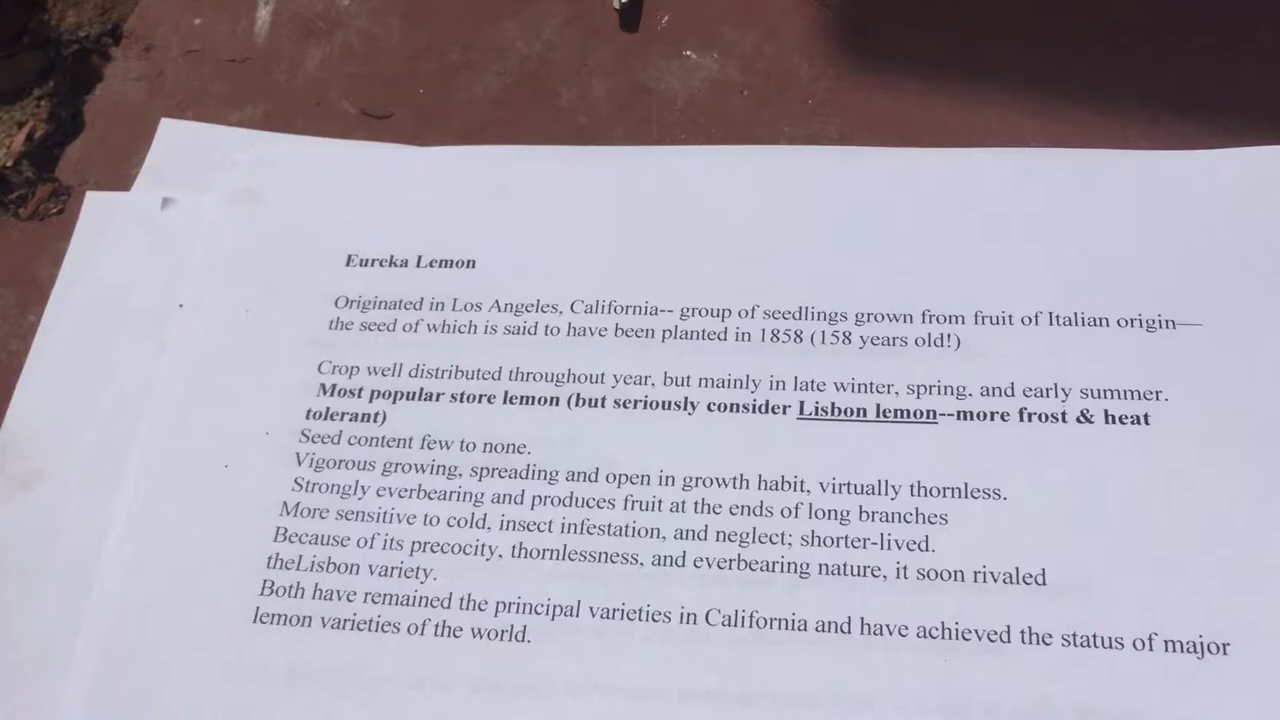 Eureka Lemon
Originated in Los Angeles, California-- group of seedlings grown from fruit of Italian origin—
the seed of which is said to have been planted in 1858 (158 years old!)
Crop well distributed throughout year, but mainly in late winter, spring. and early summer.
Most popular store lemon (but seriously consider Lisbon lemon--more frost & heat
tolerant)
Seed content few to none.
Vigorous growing, spreading and open in growth habit, virtually thornless.
Strongly everbearing and produces fruit at the ends of long branches
More sensitive to cold, insect infestation, and neglect; shorter-lived.
Because of its precocity, thornlessness, and everbearing nature, it soon rivaled
theLisbon variety.
Both have remained the principal varieties in California and have achieved the status of major
lemon varieties of the world.